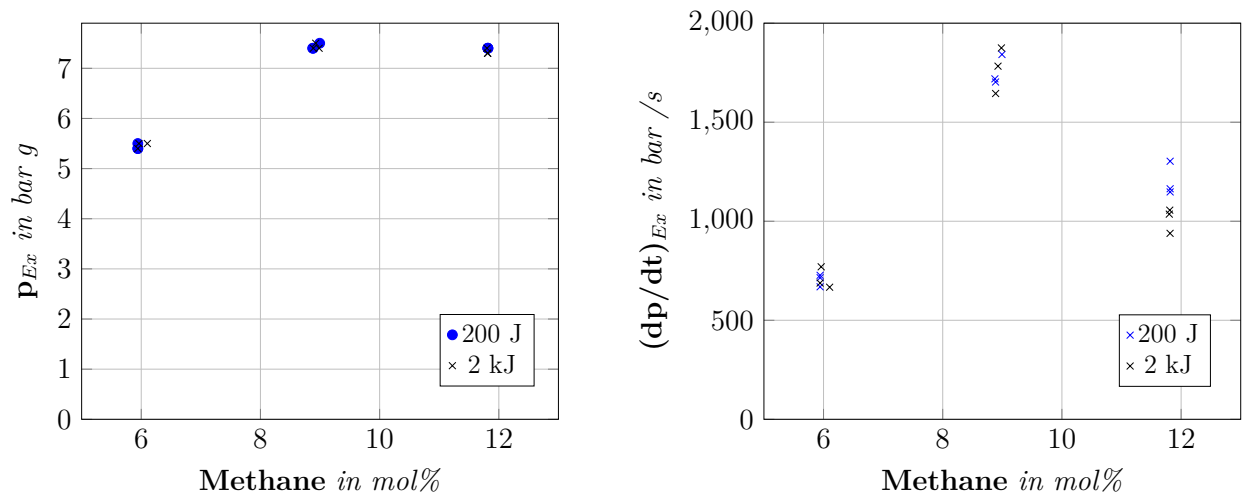 7
6
5
4
3
2
1
0
6 8 10 12
p_Ex in bar g
Methane in mol%
200 J
2 kJ
2,000
1,500
1,000
500
0
6 8 10 12
(dp/dt)_Ex in bar /s
Methane in mol%
200 J
2 kJ